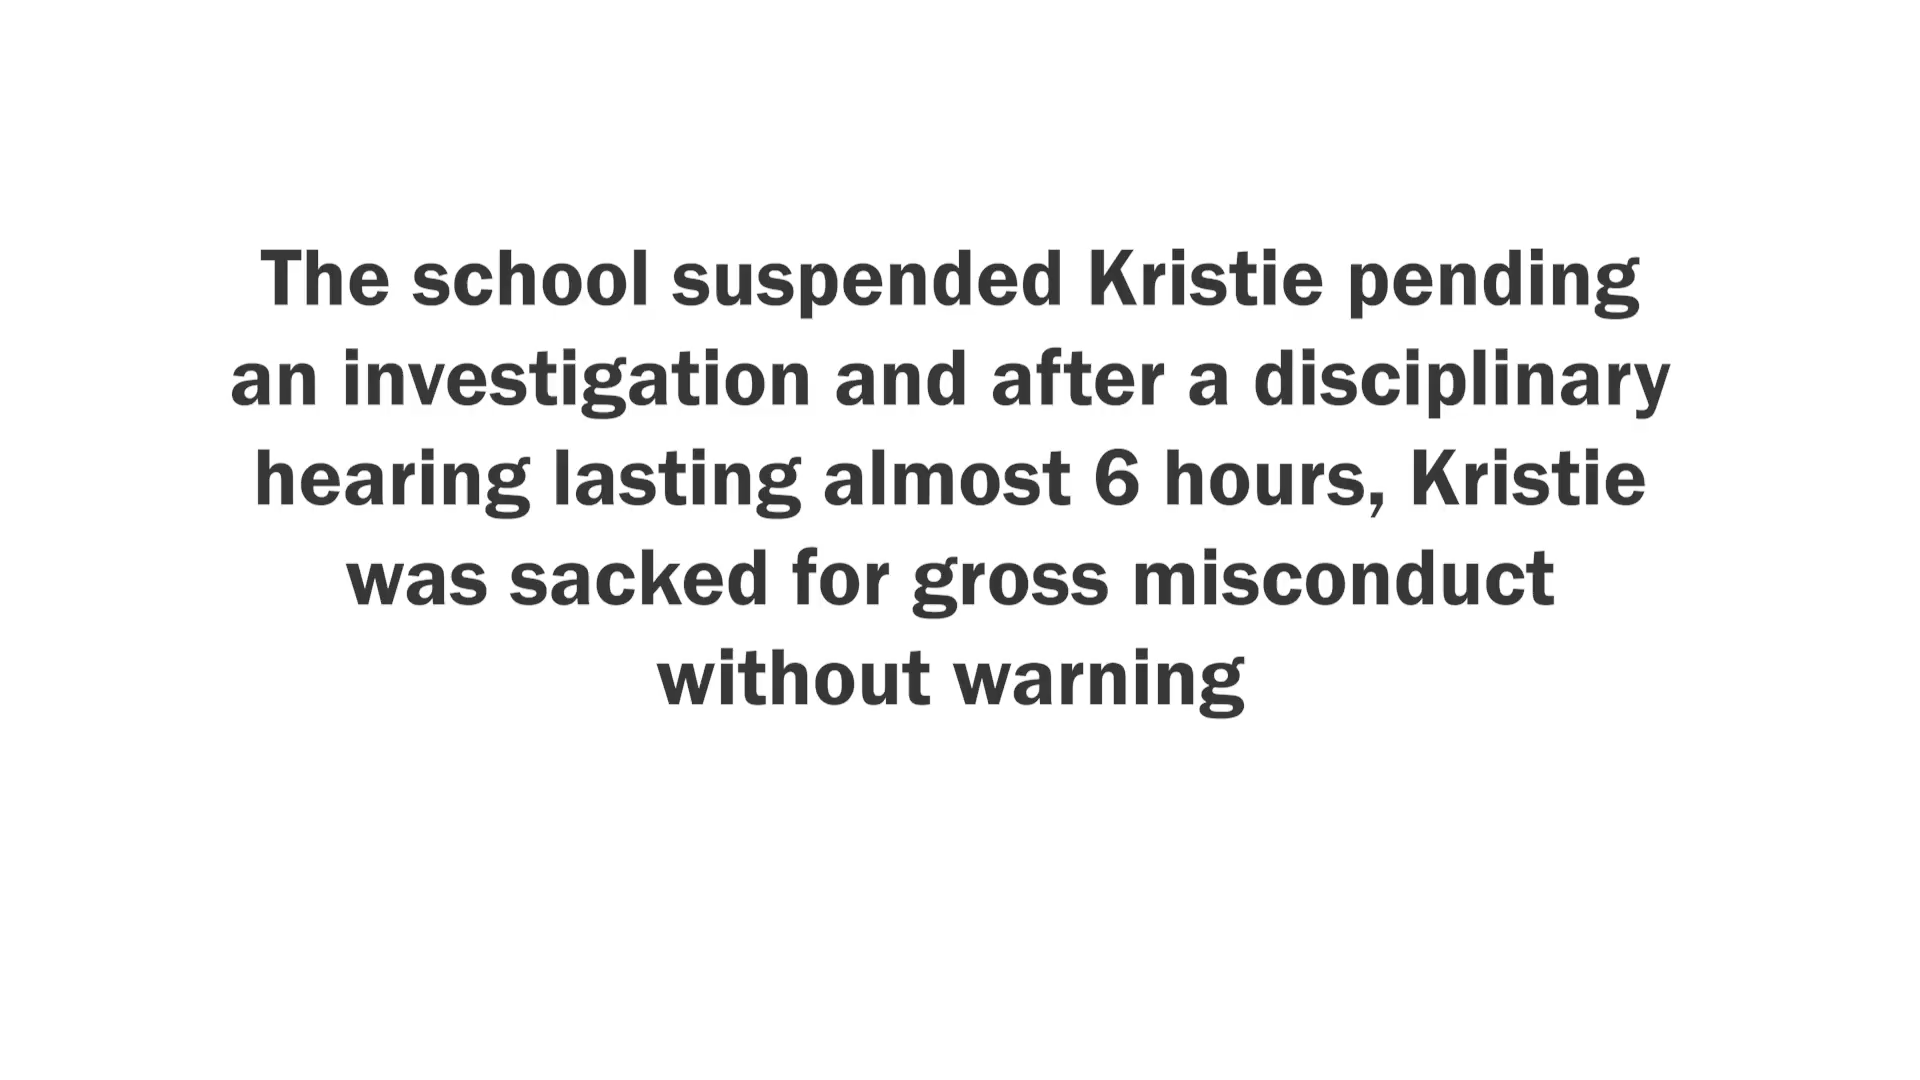 The school suspended Kristie pending
an investigation and after a disciplinary
hearing lasting almost 6 hours, Kristie
was sacked for gross misconduct
without warning